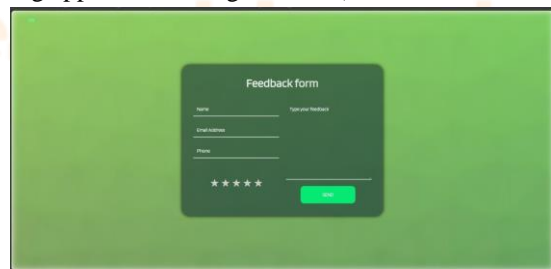 Feedback form
Name
Type your feedback
Email Address
Phone
SEND